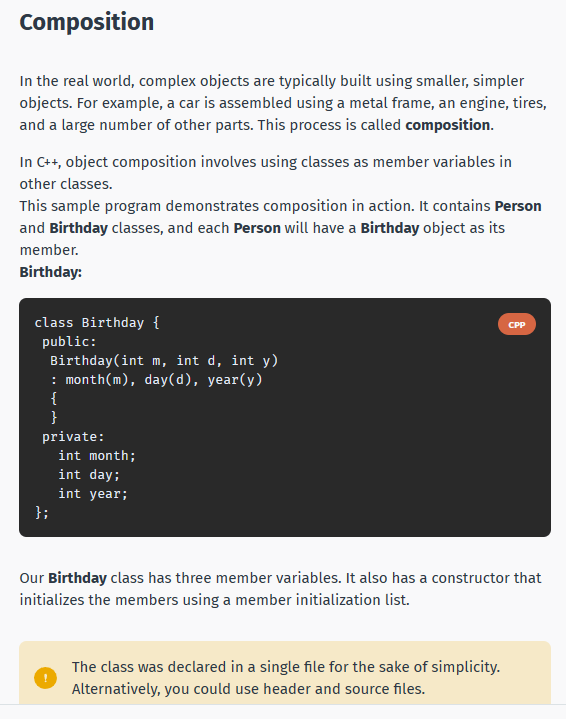 Composition
In the real world, complex objects are typically built using smaller, simpler
objects. For example, a car is assembled using a metal frame, an engine, tires,
and a large number of other parts. This process is called composition.
In C++, object composition involves using classes as member variables in
other classes.
This sample program demonstrates composition in action. It contains Person
and Birthday classes, and each Person will have a Birthday object as its
member.
Birthday:
CPP
class Birthday {
 public:
  Birthday(int m, int d, int y)
  : month(m), day(d), year(y)
  {
  }
 private:
   int month;
   int day;
   int year;
};
Our Birthday class has three member variables. It also has a constructor that
initializes the members using a member initialization list.
!
The class was declared in a single file for the sake of simplicity.
Alternatively, you could use header and source files.